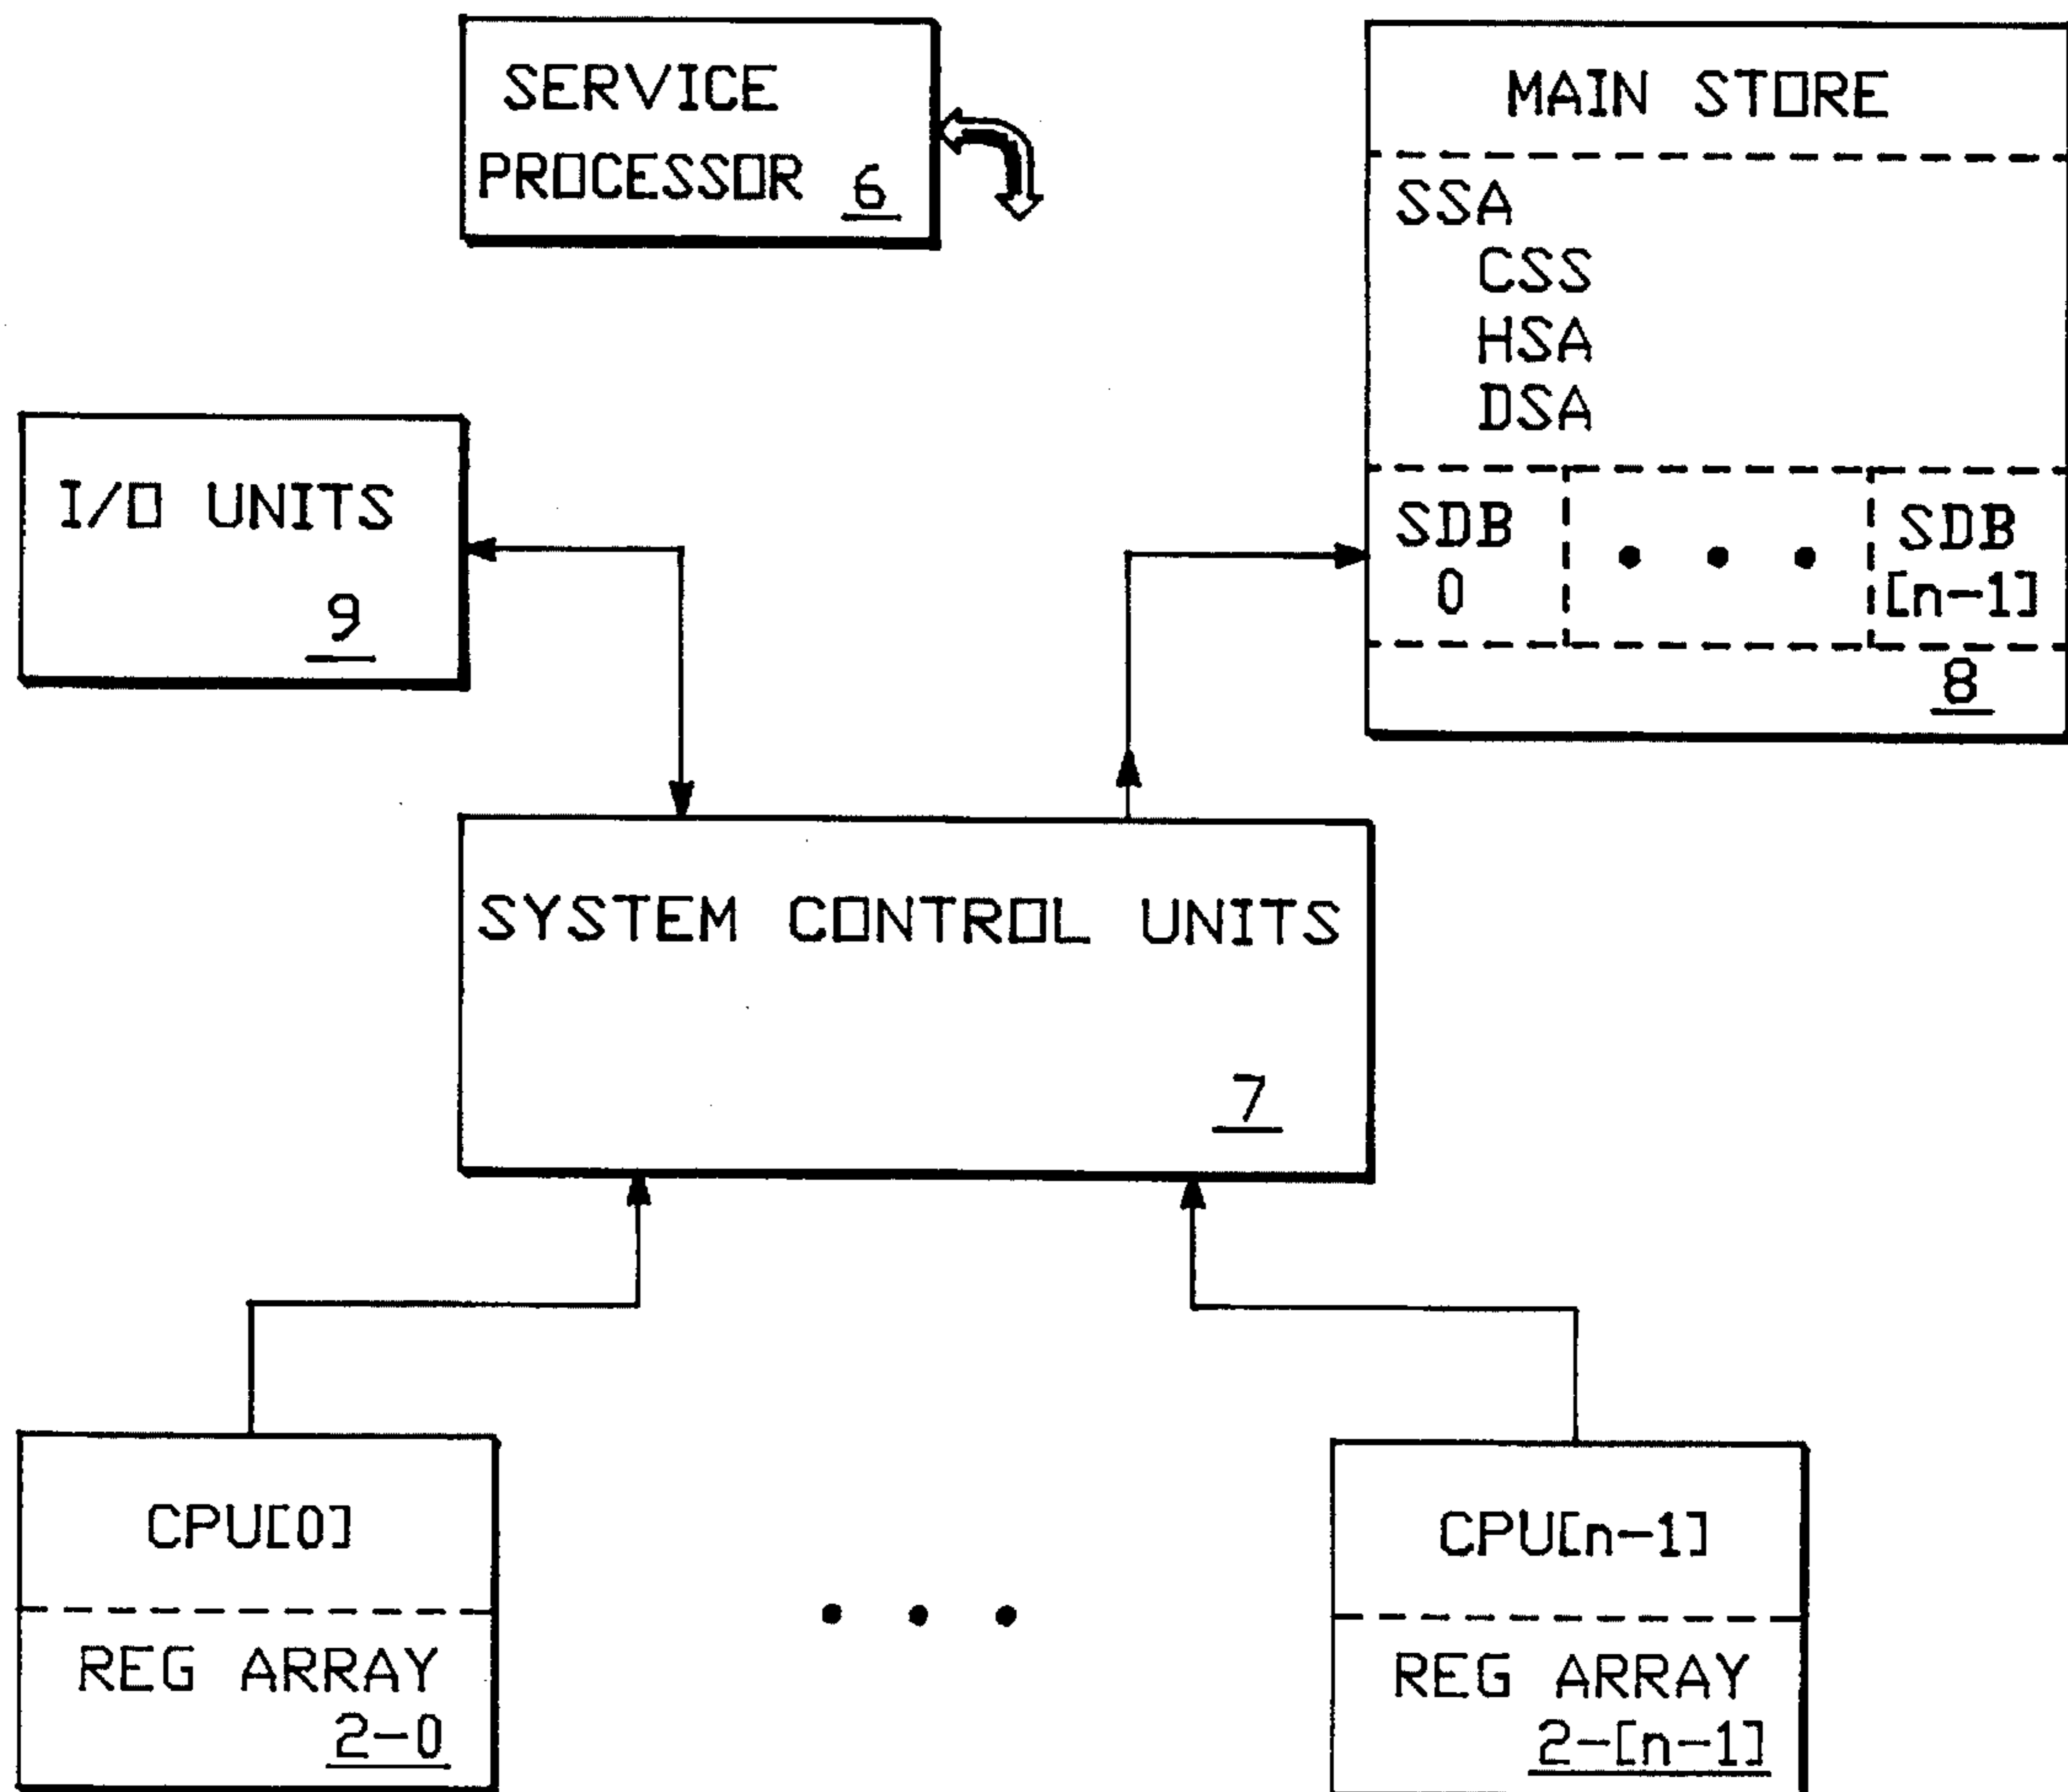 SERVICE
PROCESSOR 6
MAIN STORE
SSA
CSS
HSA
DSA
SDB
0
SDB
[n-1]
8
I/O UNITS
9
SYSTEM CONTROL UNITS
7
CPU[0]
REG ARRAY
2-0
CPU[n-1]
REG ARRAY
2-[n-1]